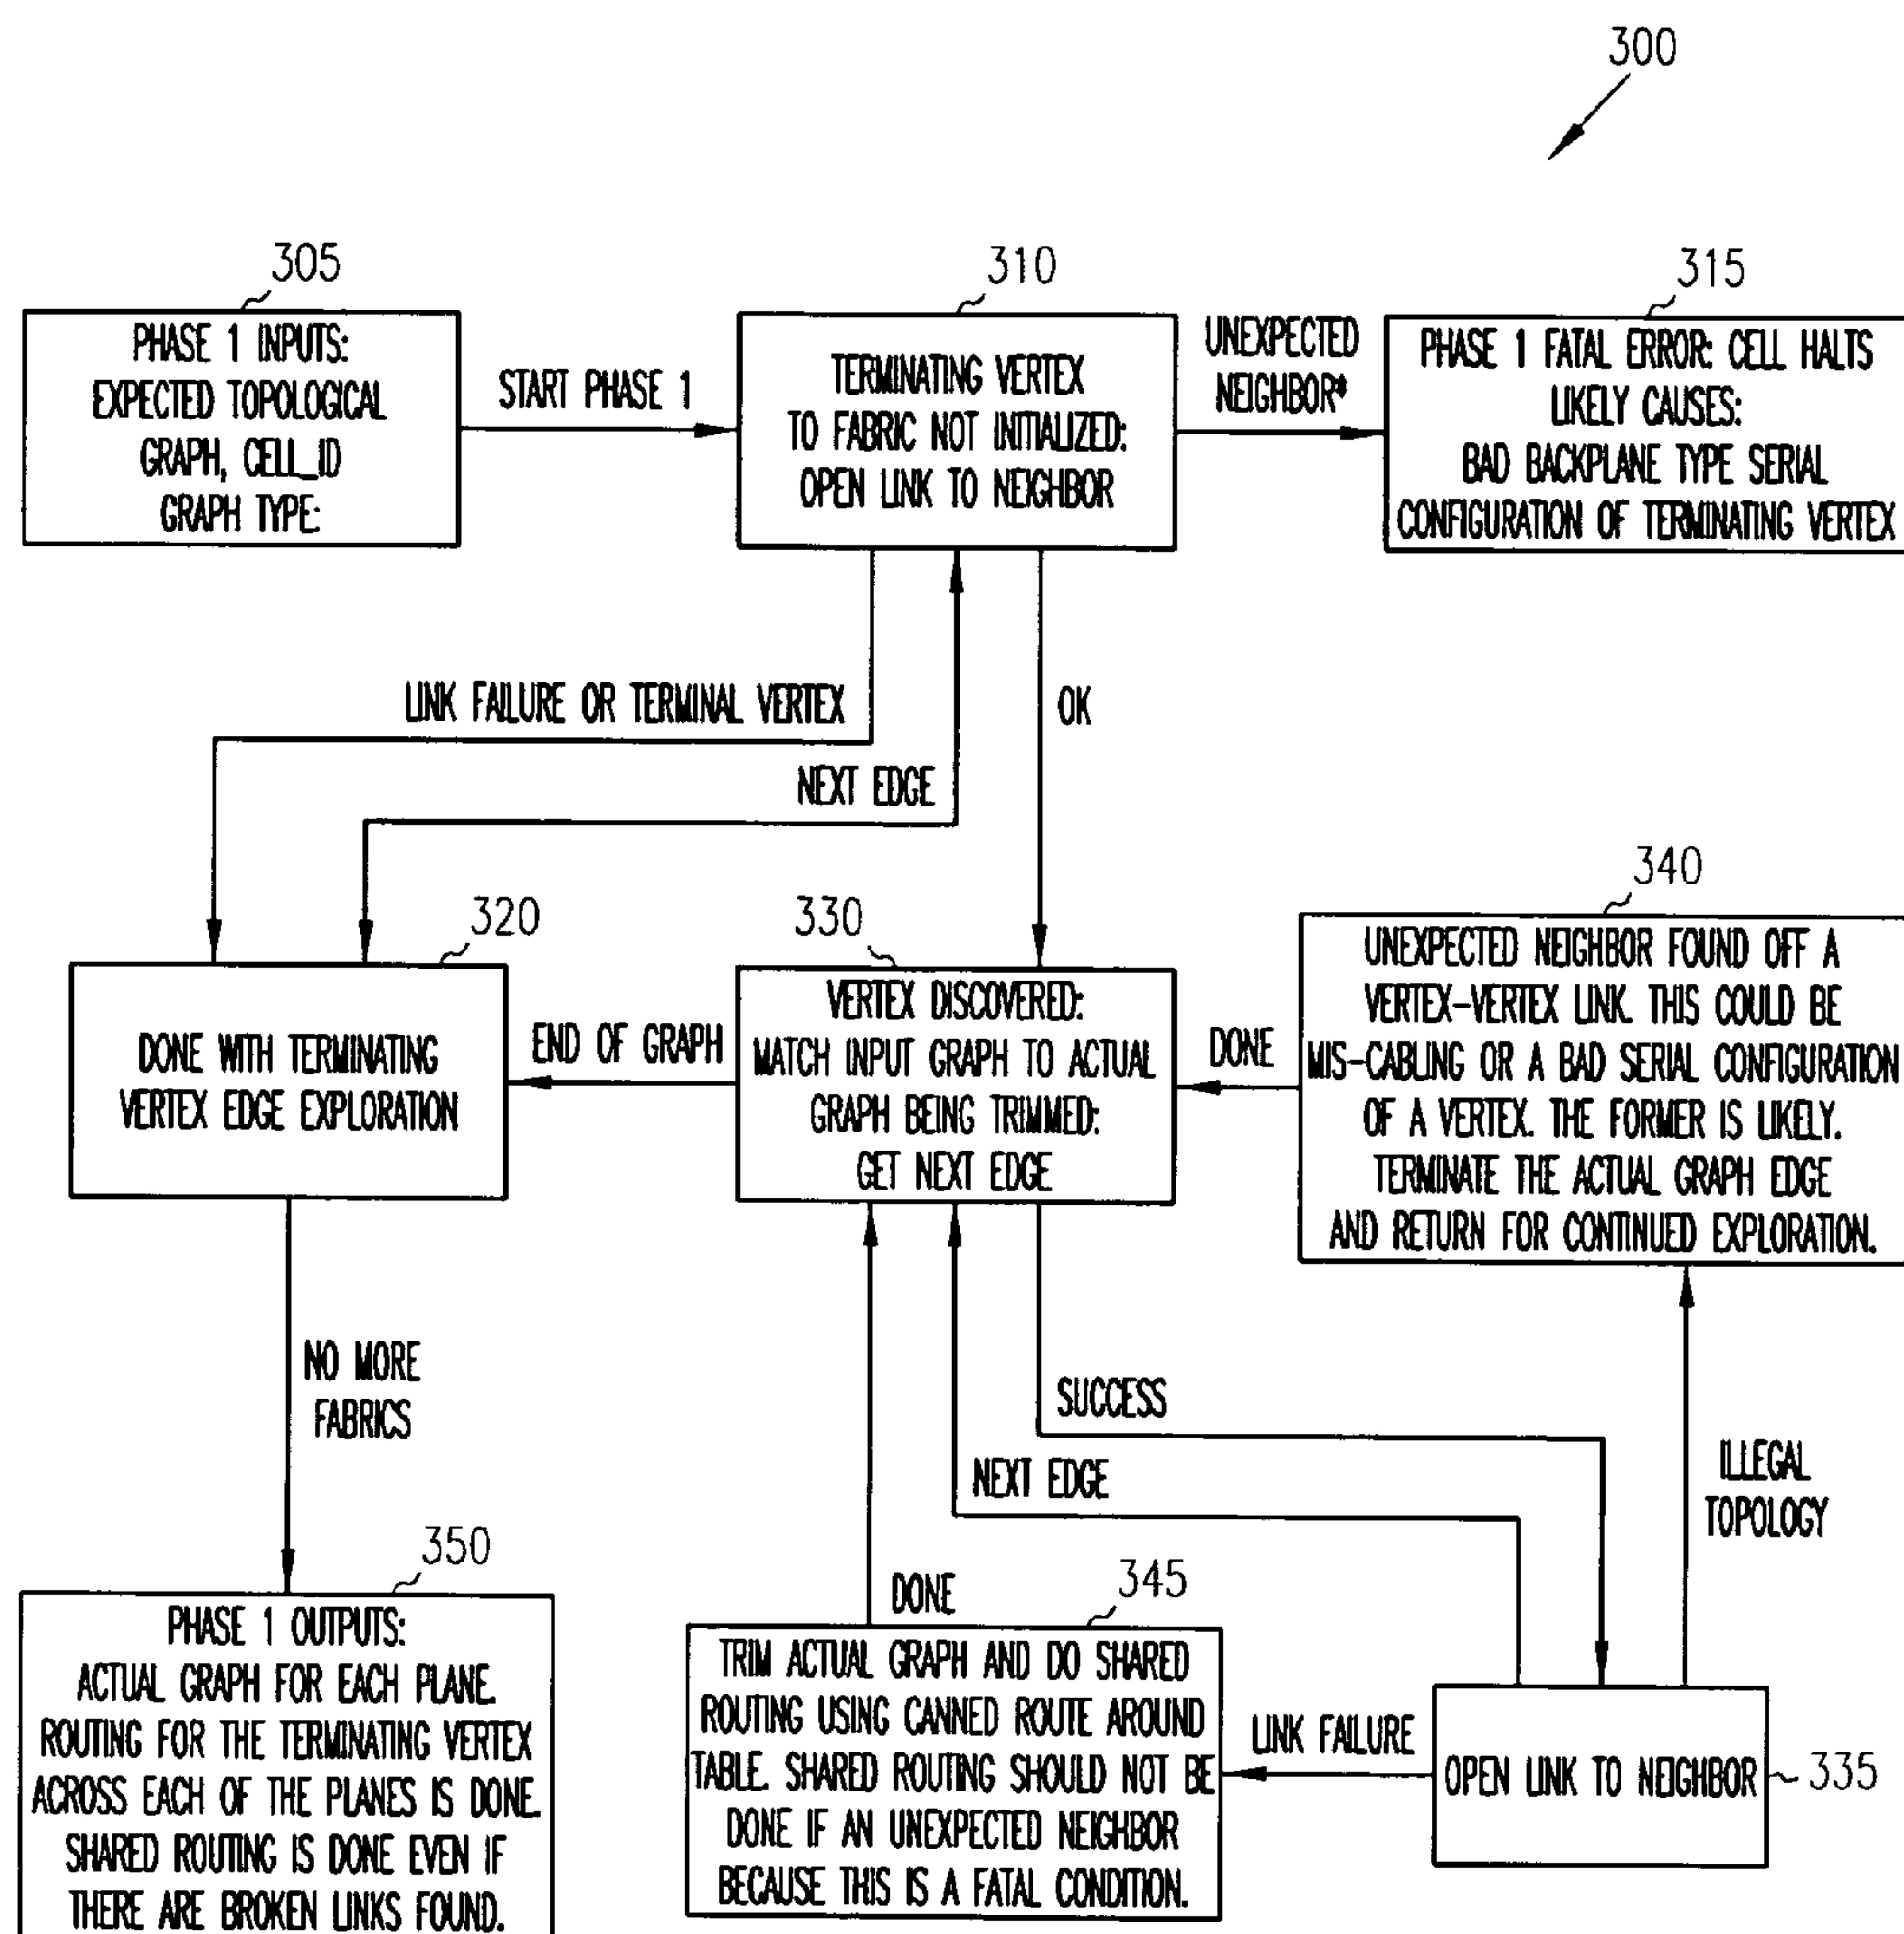 300
305
PHASE 1 INPUTS:
EXPECTED TOPOLOGICAL
GRAPH, CELL_ID
GRAPH TYPE:
START PHASE 1
310
TERMINATING VERTEX
TO FABRIC NOT INITIALIZED:
OPEN LINK TO NEIGHBOR
UNEXPECTED
NEIGHBOR*
315
PHASE 1 FATAL ERROR: CELL HALTS
LIKELY CAUSES:
BAD BACKPLANE TYPE SERIAL
CONFIGURATION OF TERMINATING VERTEX
LINK FAILURE OR TERMINAL VERTEX
NEXT EDGE
OK
320
DONE WITH TERMINATING
VERTEX EDGE EXPLORATION
END OF GRAPH
330
VERTEX DISCOVERED:
MATCH INPUT GRAPH TO ACTUAL
GRAPH BEING TRIMMED:
GET NEXT EDGE
DONE
340
UNEXPECTED NEIGHBOR FOUND OFF A
VERTEX-VERTEX LINK. THIS COULD BE
MIS-CABLING OR A BAD SERIAL CONFIGURATION
OF A VERTEX. THE FORMER IS LIKELY.
TERMINATE THE ACTUAL GRAPH EDGE
AND RETURN FOR CONTINUED EXPLORATION.
NO MORE
FABRICS
SUCCESS
NEXT EDGE
ILLEGAL
TOPOLOGY
350
PHASE 1 OUTPUTS:
ACTUAL GRAPH FOR EACH PLANE.
ROUTING FOR THE TERMINATING VERTEX
ACROSS EACH OF THE PLANES IS DONE.
SHARED ROUTING IS DONE EVEN IF
THERE ARE BROKEN LINKS FOUND.
DONE
345
TRIM ACTUAL GRAPH AND DO SHARED
ROUTING USING CANNED ROUTE AROUND
TABLE. SHARED ROUTING SHOULD NOT BE
DONE IF AN UNEXPECTED NEIGHBOR
BECAUSE THIS IS A FATAL CONDITION.
LINK FAILURE
OPEN LINK TO NEIGHBOR
335